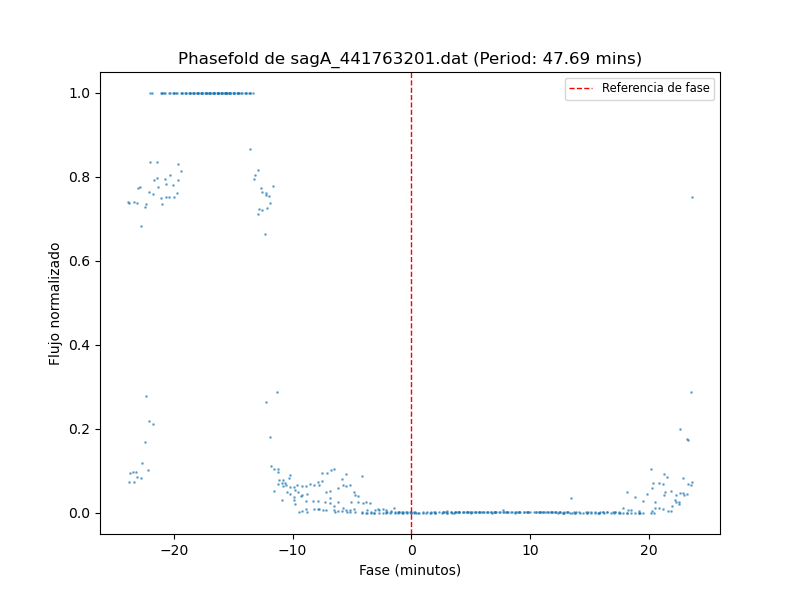 Phasefold de sagA_441763201.dat (Period: 47.69 mins)
Referencia de fase
Flujo normalizado
1.0
0.8
0.6
0.4
0.2
0.0
−20
−10
0
10
20
Fase (minutos)